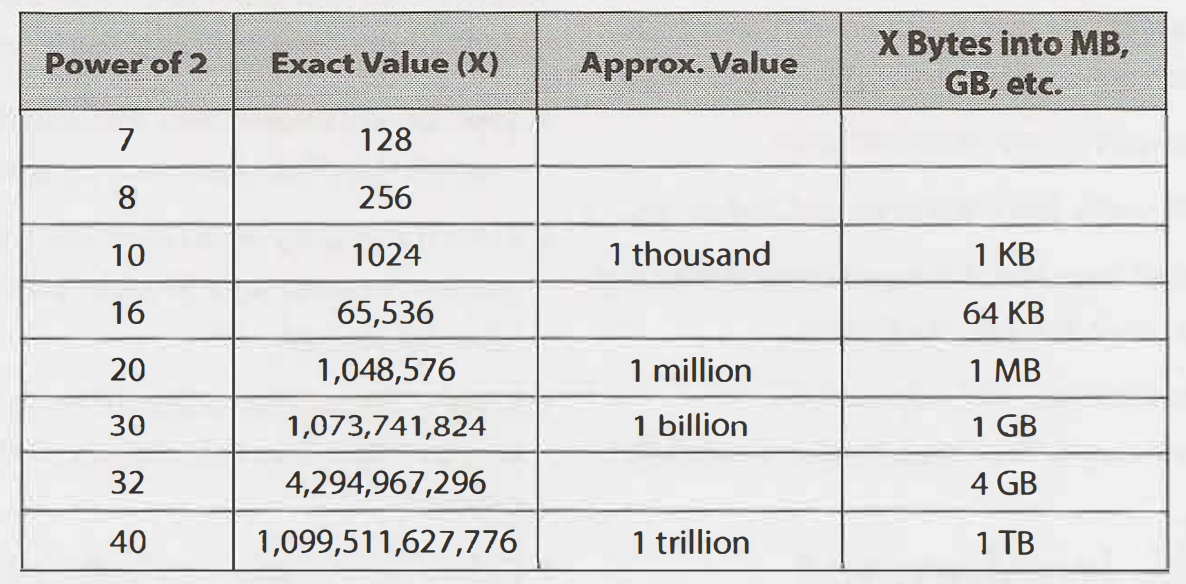 Power of 2 Exact Value (X) Approx. Value X Bytes into MB,
GB, etc.
7 128
8 256
10 1024 1 thousand 1 KB
16 65,536 64 KB
20 1,048,576 1 million 1 MB
30 1,073,741,824 1 billion 1 GB
32 4,294,967,296 4 GB
40 1,099,511,627,776 1 trillion 1 TB